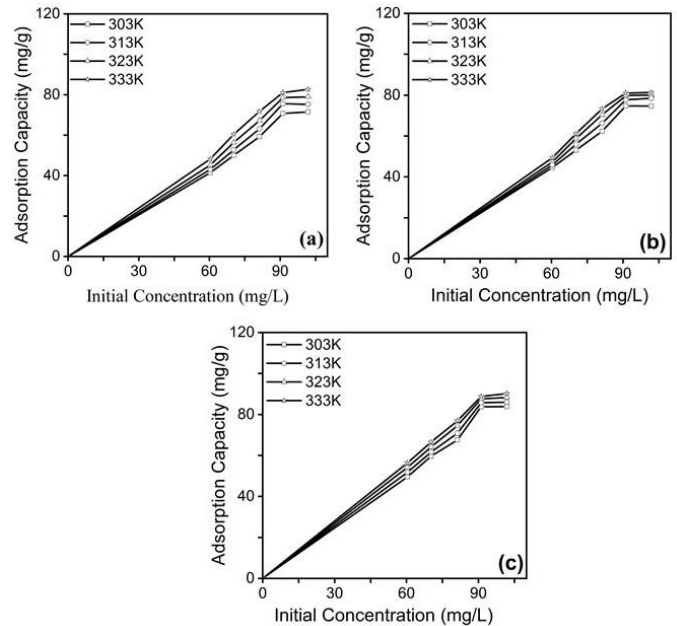 120
303K
313K
323K
333K
80
40
0
0 30 60 90
Adsorption Capacity (mg/g)
Initial Concentration (mg/L)
(a)
120
303K
313K
323K
333K
80
40
0
0 30 60 90
Adsorption Capacity (mg/g)
Initial Concentration (mg/L)
(b)
120
303K
313K
323K
333K
80
40
0
0 30 60 90
Adsorption Capacity (mg/g)
Initial Concentration (mg/L)
(c)